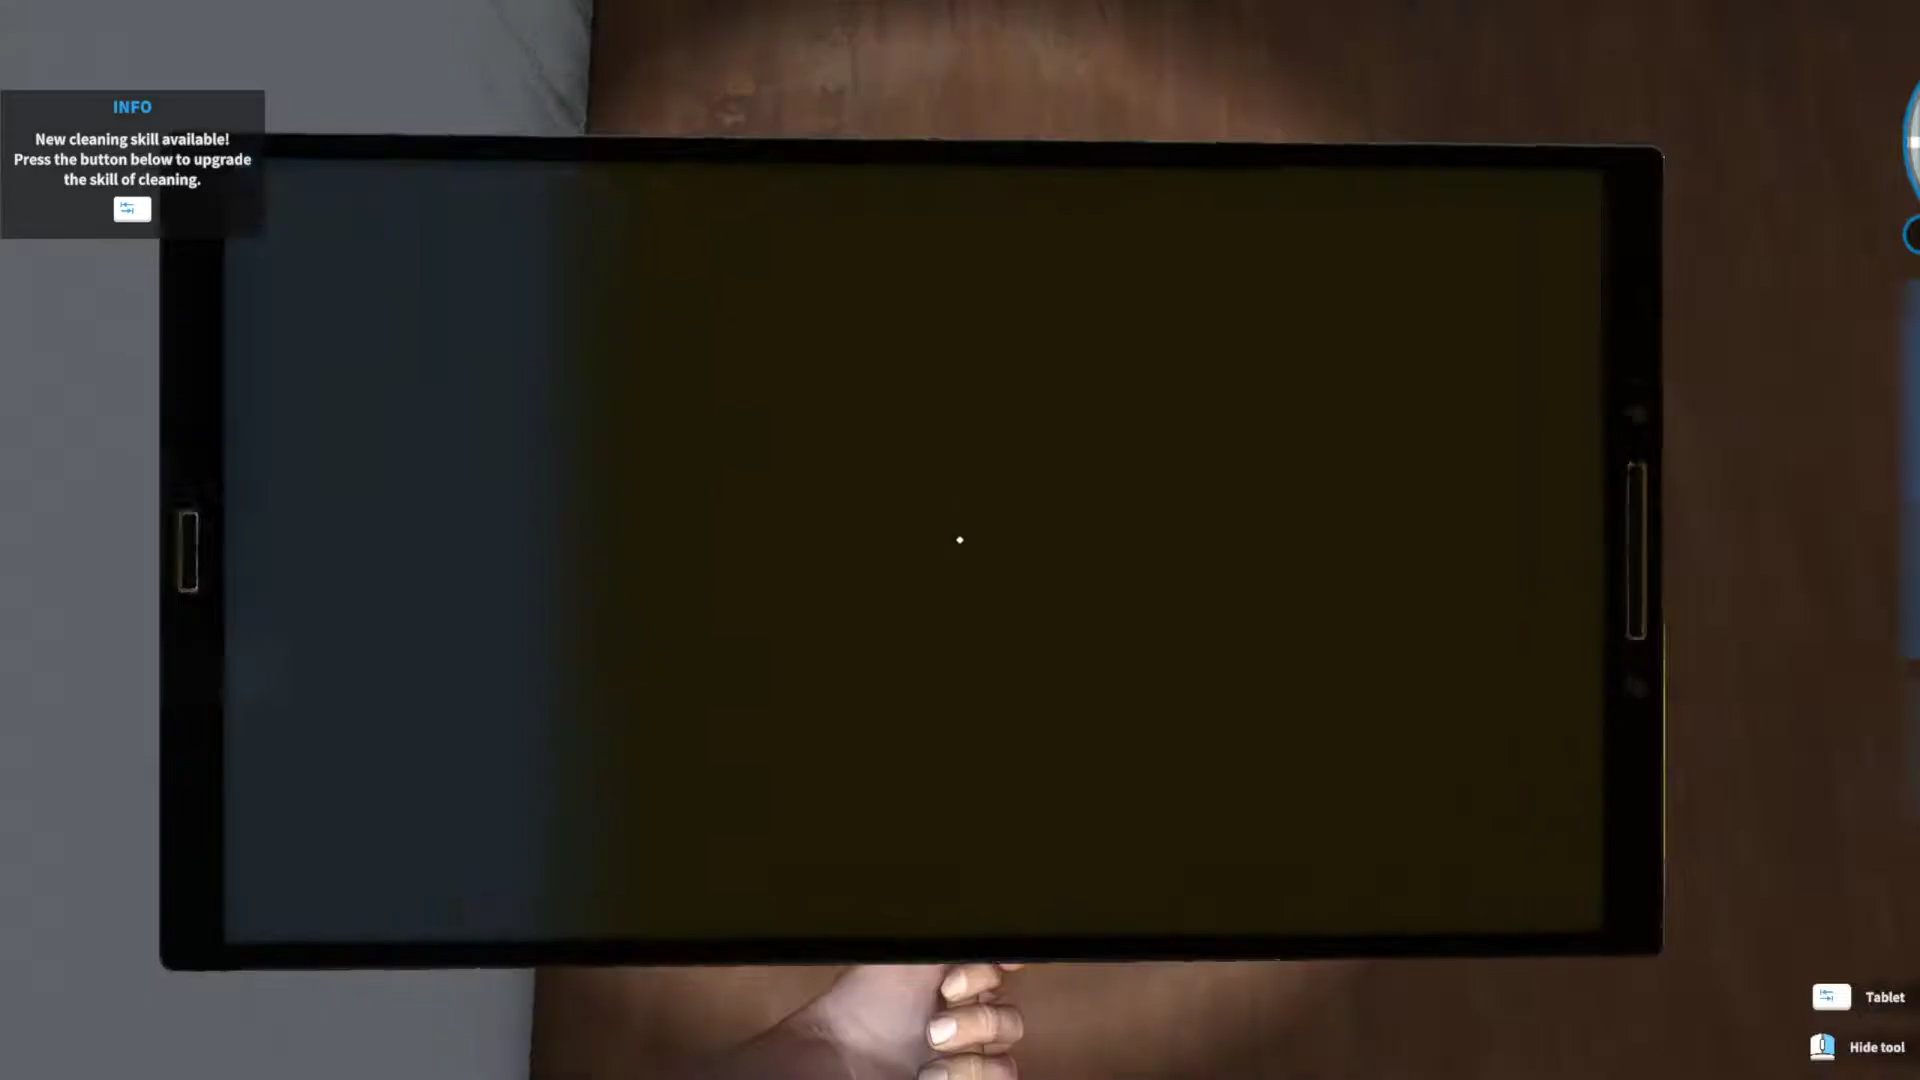 INFO
New cleaning skill available!
Press the button below to upgrade
the skill of cleaning.
Tablet
Hide tool